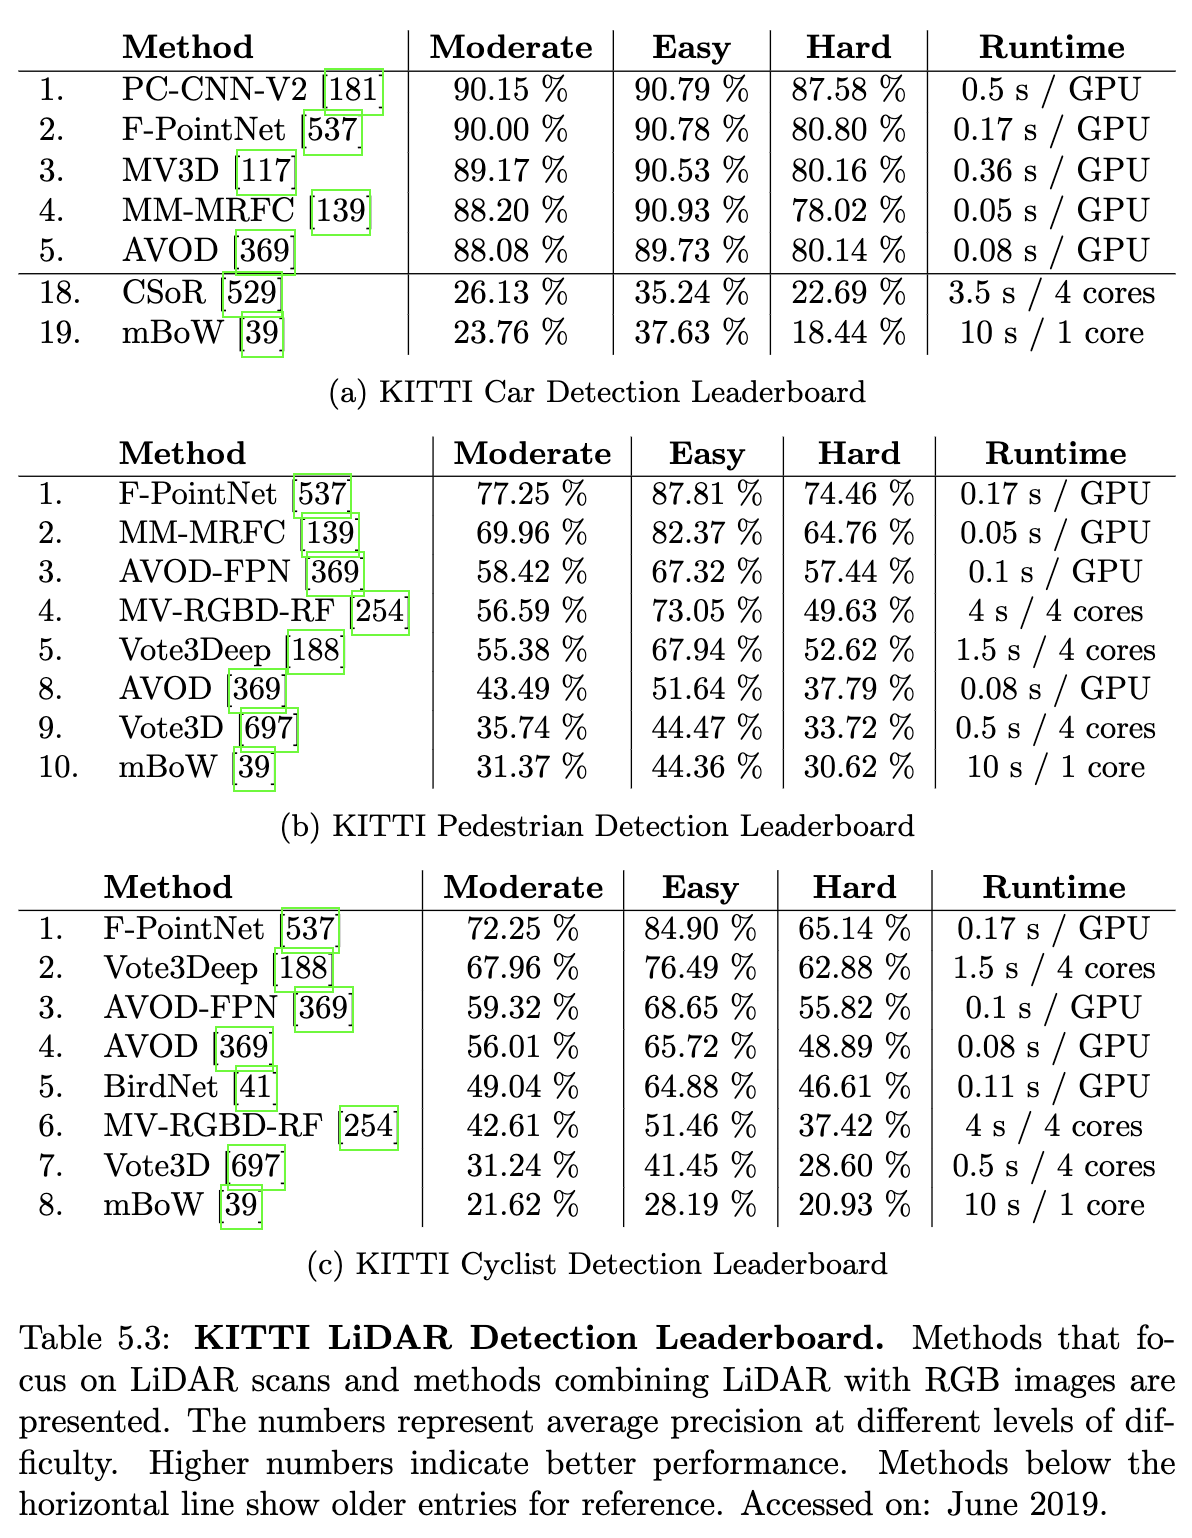 Method Moderate Easy Hard Runtime
1. PC-CNN-V2 [181] 90.15 % 90.79 % 87.58 % 0.5 s / GPU
2. F-PointNet [537] 90.00 % 90.78 % 80.80 % 0.17 s / GPU
3. MV3D [117] 89.17 % 90.53 % 80.16 % 0.36 s / GPU
4. MM-MRFC [139] 88.20 % 90.93 % 78.02 % 0.05 s / GPU
5. AVOD [369] 88.08 % 89.73 % 80.14 % 0.08 s / GPU
18. CSoR [529] 26.13 % 35.24 % 22.69 % 3.5 s / 4 cores
19. mBoW [39] 23.76 % 37.63 % 18.44 % 10 s / 1 core
(a) KITTI Car Detection Leaderboard
Method Moderate Easy Hard Runtime
1. F-PointNet [537] 77.25 % 87.81 % 74.46 % 0.17 s / GPU
2. MM-MRFC [139] 69.96 % 82.37 % 64.76 % 0.05 s / GPU
3. AVOD-FPN [369] 58.42 % 67.32 % 57.44 % 0.1 s / GPU
4. MV-RGBD-RF [254] 56.59 % 73.05 % 49.63 % 4 s / 4 cores
5. Vote3Deep [188] 55.38 % 67.94 % 52.62 % 1.5 s / 4 cores
8. AVOD [369] 43.49 % 51.64 % 37.79 % 0.08 s / GPU
9. Vote3D [697] 35.74 % 44.47 % 33.72 % 0.5 s / 4 cores
10. mBoW [39] 31.37 % 44.36 % 30.62 % 10 s / 1 core
(b) KITTI Pedestrian Detection Leaderboard
Method Moderate Easy Hard Runtime
1. F-PointNet [537] 72.25 % 84.90 % 65.14 % 0.17 s / GPU
2. Vote3Deep [188] 67.96 % 76.49 % 62.88 % 1.5 s / 4 cores
3. AVOD-FPN [369] 59.32 % 68.65 % 55.82 % 0.1 s / GPU
4. AVOD [369] 56.01 % 65.72 % 48.89 % 0.08 s / GPU
5. BirdNet [41] 49.04 % 64.88 % 46.61 % 0.11 s / GPU
6. MV-RGBD-RF [254] 42.61 % 51.46 % 37.42 % 4 s / 4 cores
7. Vote3D [697] 31.24 % 41.45 % 28.60 % 0.5 s / 4 cores
8. mBoW [39] 21.62 % 28.19 % 20.93 % 10 s / 1 core
(c) KITTI Cyclist Detection Leaderboard
Table 5.3: KITTI LiDAR Detection Leaderboard. Methods that fo-
cus on LiDAR scans and methods combining LiDAR with RGB images are
presented. The numbers represent average precision at different levels of dif-
ficulty. Higher numbers indicate better performance. Methods below the
horizontal line show older entries for reference. Accessed on: June 2019.